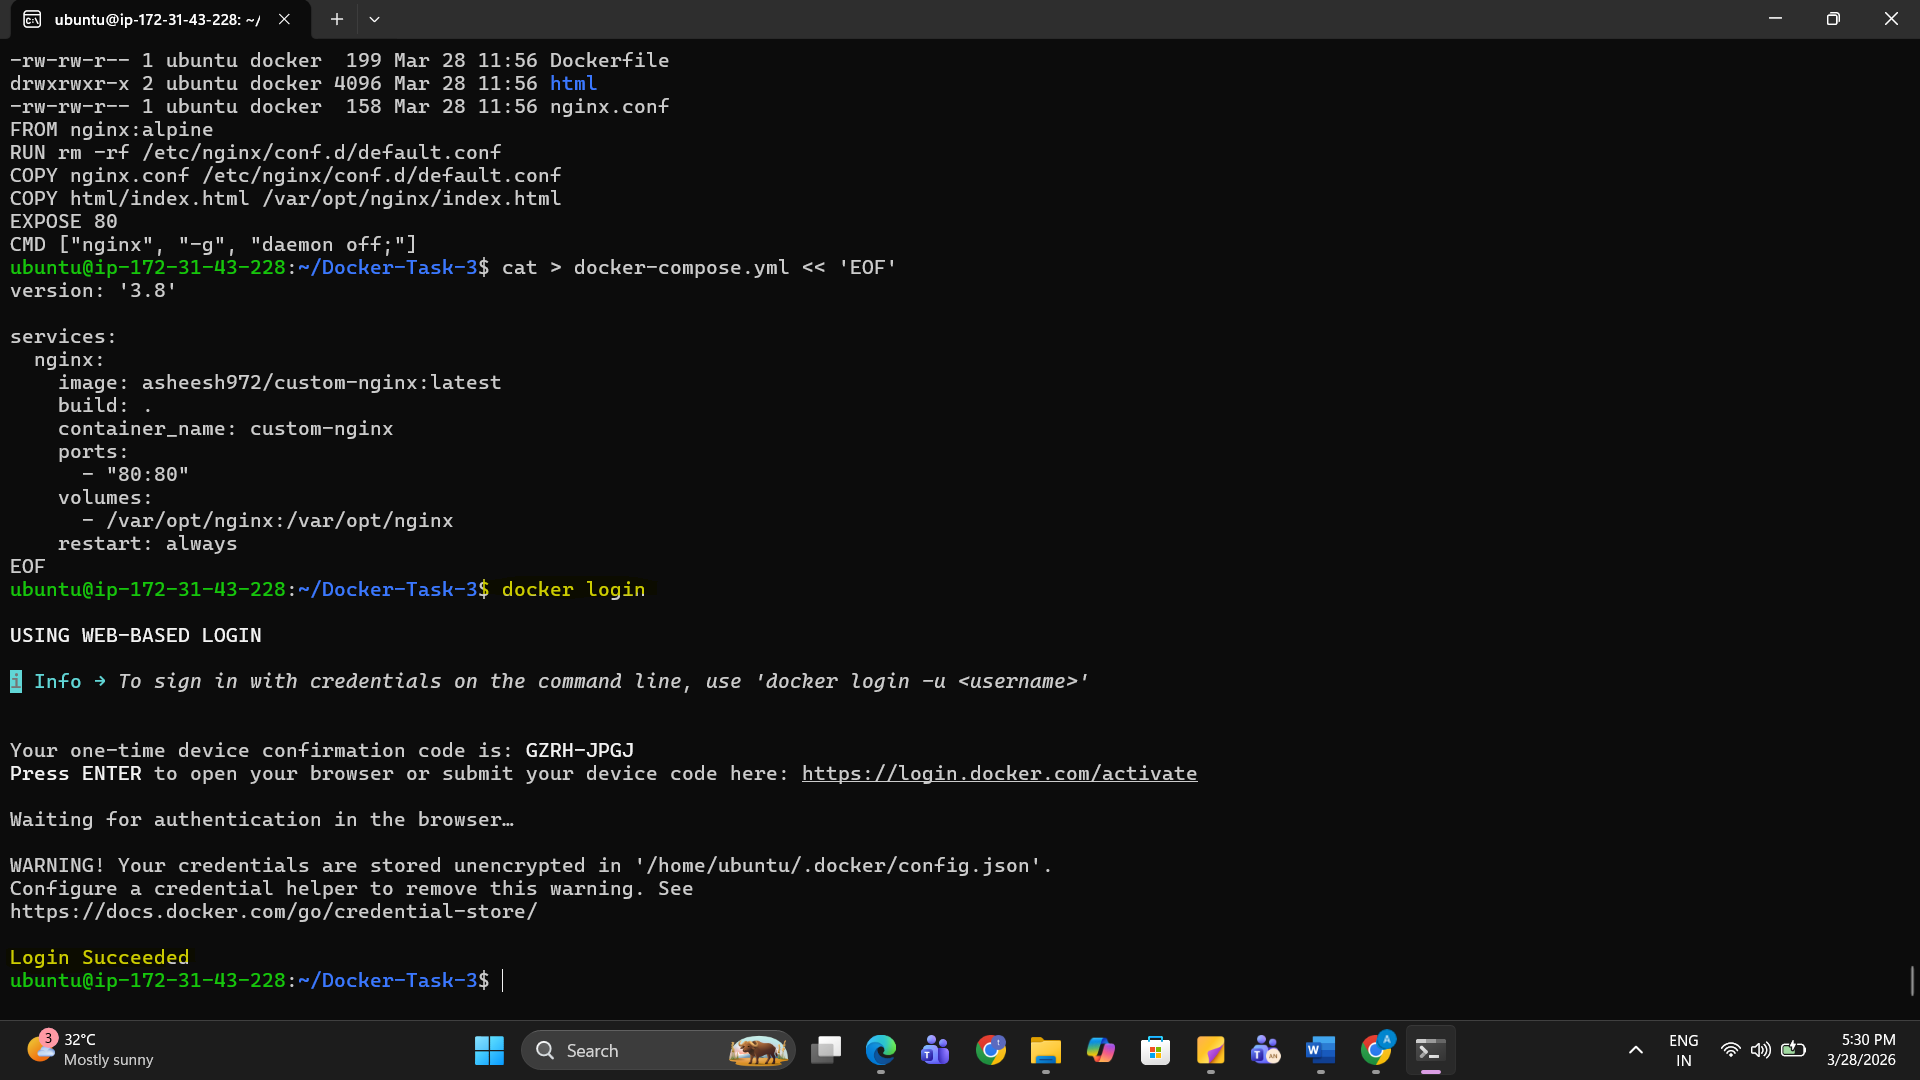 ubuntu@ip-172-31-43-228: ~/
-rw-rw-r-- 1 ubuntu docker  199 Mar 28 11:56 Dockerfile
drwxrwxr-x 2 ubuntu docker 4096 Mar 28 11:56 html
-rw-rw-r-- 1 ubuntu docker  158 Mar 28 11:56 nginx.conf
FROM nginx:alpine
RUN rm -rf /etc/nginx/conf.d/default.conf
COPY nginx.conf /etc/nginx/conf.d/default.conf
COPY html/index.html /var/opt/nginx/index.html
EXPOSE 80
CMD ["nginx", "-g", "daemon off;"]
ubuntu@ip-172-31-43-228:~/Docker-Task-3$ cat > docker-compose.yml << 'EOF'
version: '3.8'
services:
  nginx:
    image: asheesh972/custom-nginx:latest
    build: .
    container_name: custom-nginx
    ports:
      - "80:80"
    volumes:
      - /var/opt/nginx:/var/opt/nginx
    restart: always
EOF
ubuntu@ip-172-31-43-228:~/Docker-Task-3$ docker login
USING WEB-BASED LOGIN
i Info → To sign in with credentials on the command line, use 'docker login -u <username>'
Your one-time device confirmation code is: GZRH-JPGJ
Press ENTER to open your browser or submit your device code here: https://login.docker.com/activate
Waiting for authentication in the browser…
WARNING! Your credentials are stored unencrypted in '/home/ubuntu/.docker/config.json'.
Configure a credential helper to remove this warning. See
https://docs.docker.com/go/credential-store/
Login Succeeded
ubuntu@ip-172-31-43-228:~/Docker-Task-3$
3
32°C
Mostly sunny
Search
ENG
IN
5:30 PM
3/28/2026